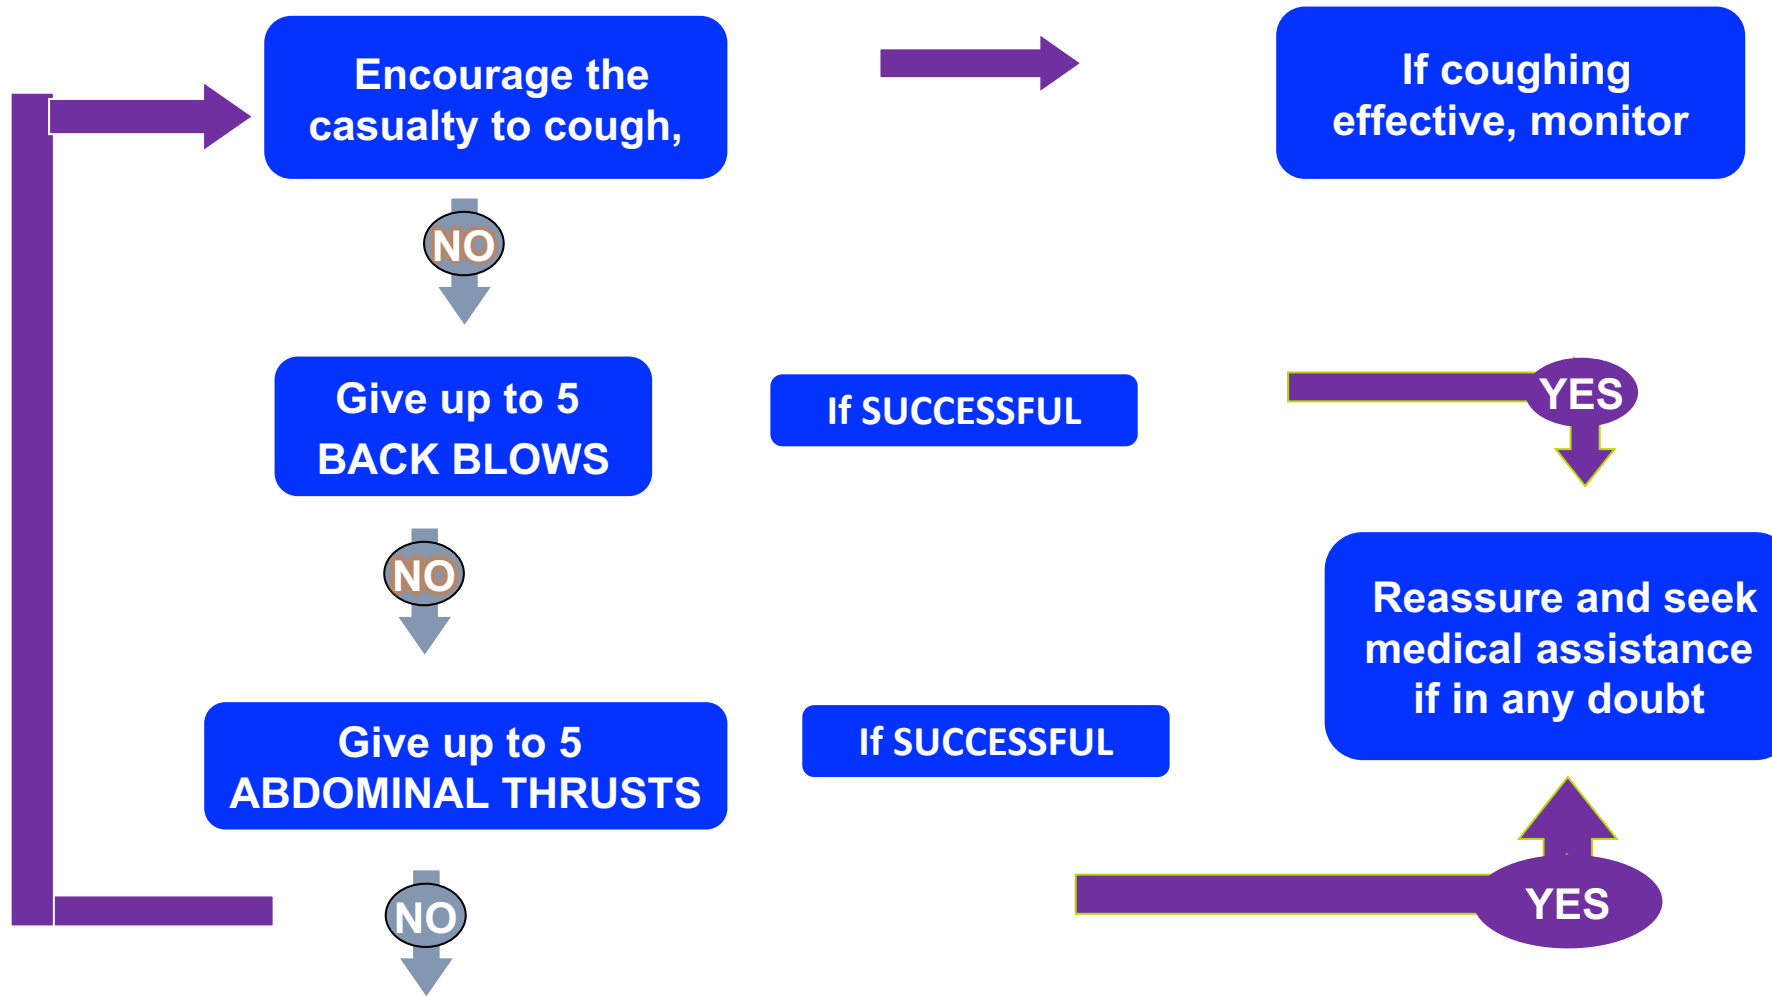 Encourage the
casualty to cough,
If coughing
effective, monitor
NO
Give up to 5
BACK BLOWS
If SUCCESSFUL
YES
NO
Reassure and seek
medical assistance
if in any doubt
Give up to 5
ABDOMINAL THRUSTS
If SUCCESSFUL
YES
NO